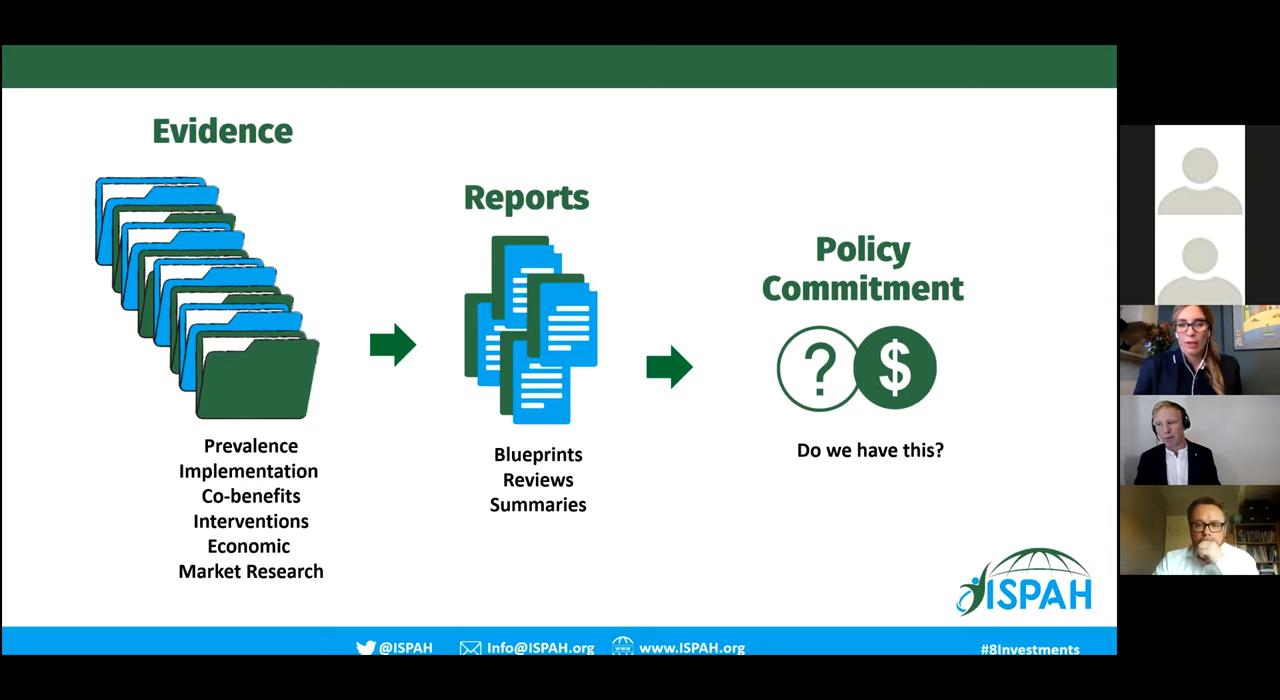 Evidence
Prevalence
Implementation
Co-benefits
Interventions
Economic
Market Research
Reports
Blueprints
Reviews
Summaries
Policy
Commitment
? $
Do we have this?
ISPAH
@ISPAH Info@ISPAH.org www www.ISPAH.org #8Investments